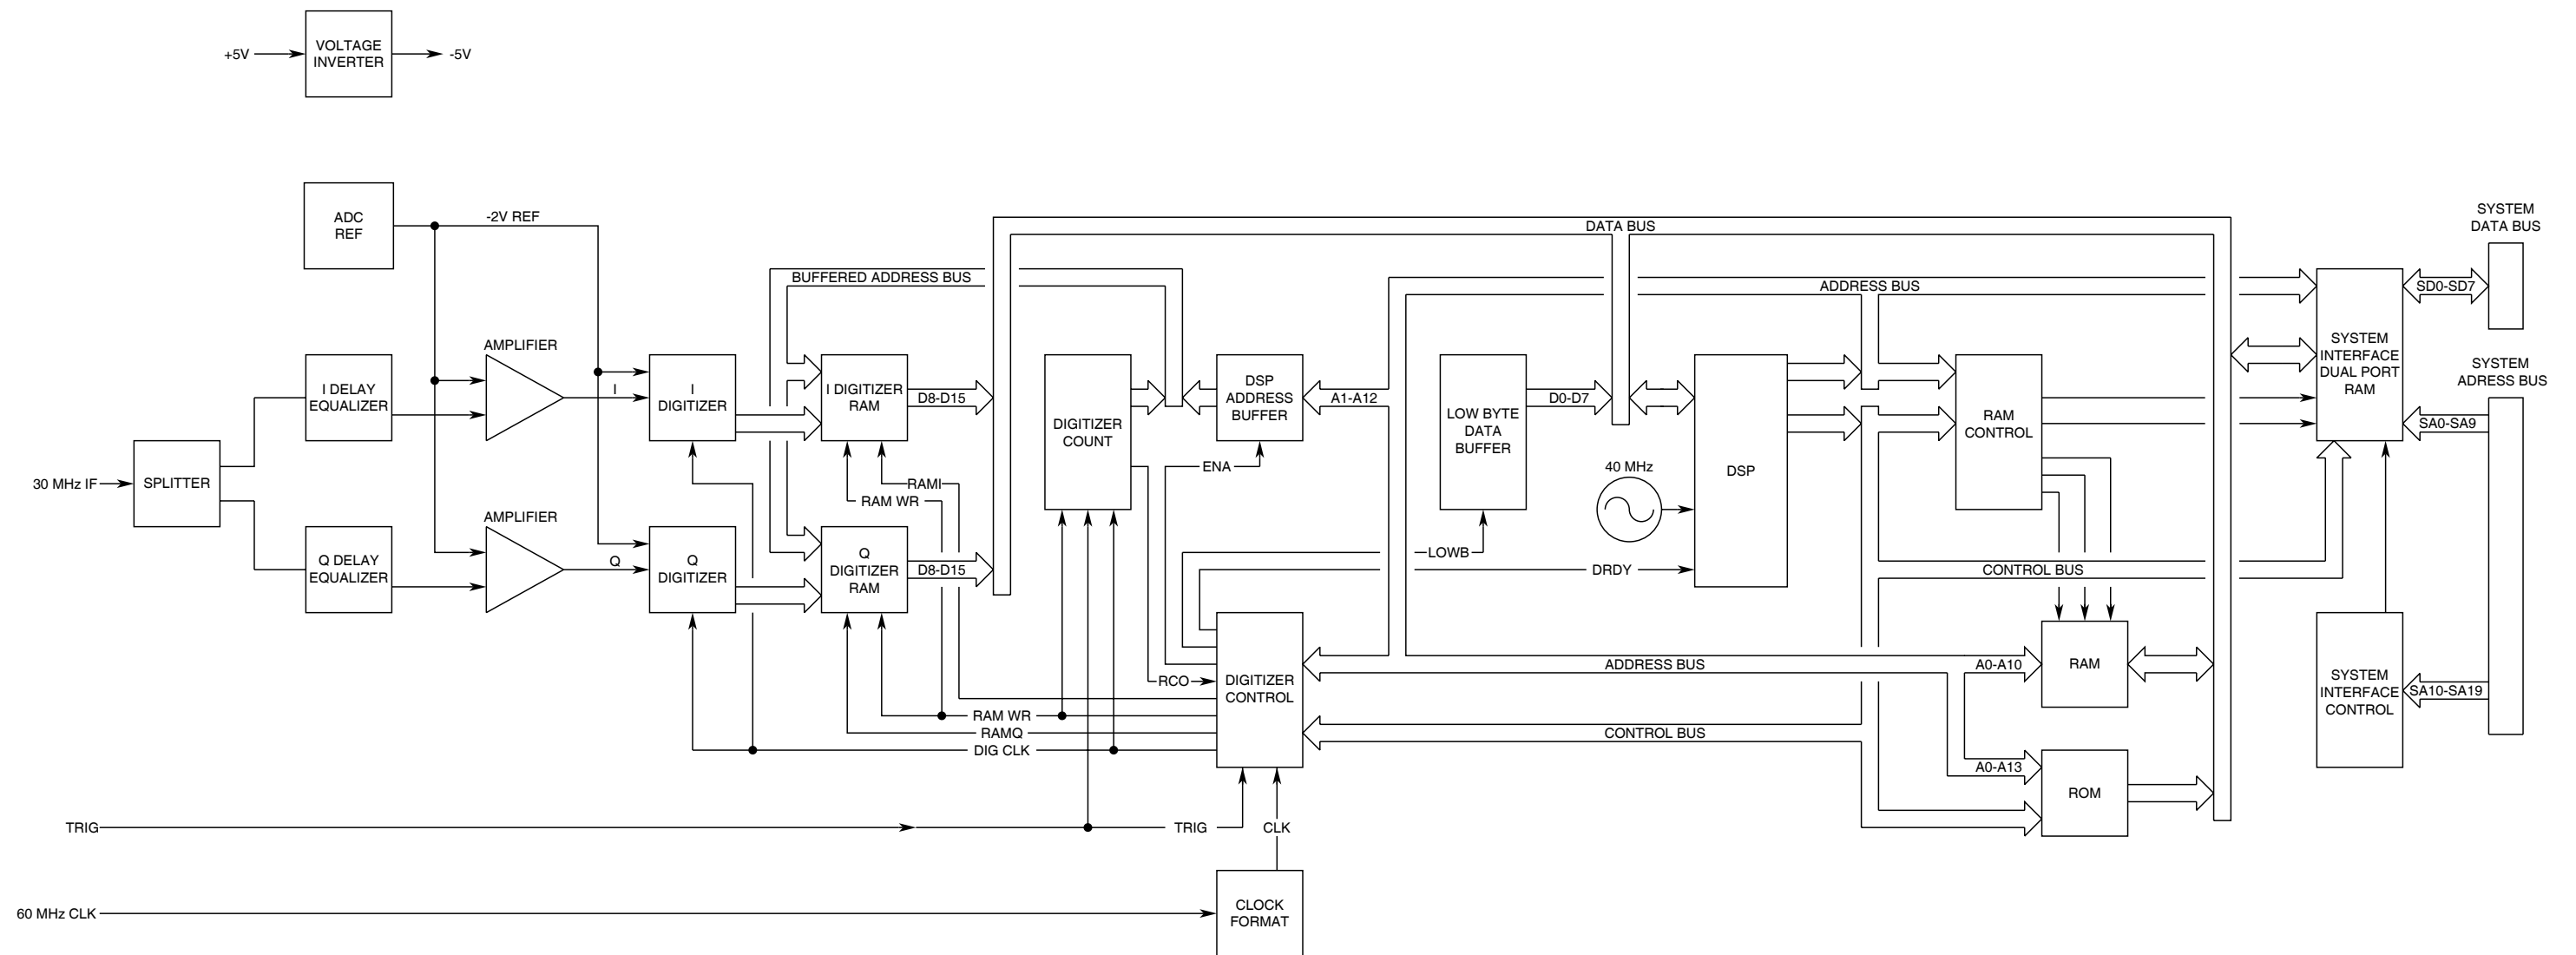 +5V
VOLTAGE
INVERTER
-5V
ADC
REF
-2V REF
DATA BUS
SYSTEM
DATA BUS
BUFFERED ADDRESS BUS
ADDRESS BUS
SD0-SD7
AMPLIFIER
I DELAY
EQUALIZER
I
I
DIGITIZER
I DIGITIZER
RAM
D8-D15
DIGITIZER
COUNT
DSP
ADDRESS
BUFFER
A1-A12
LOW BYTE
DATA
BUFFER
D0-D7
DSP
RAM
CONTROL
SYSTEM
INTERFACE
DUAL PORT
RAM
SYSTEM
ADRESS BUS
SA0-SA9
30 MHz IF
SPLITTER
RAMI
RAM WR
ENA
40 MHz
AMPLIFIER
Q DELAY
EQUALIZER
Q
Q
DIGITIZER
Q
DIGITIZER
RAM
D8-D15
LOWB
DRDY
CONTROL BUS
RCO
DIGITIZER
CONTROL
ADDRESS BUS
A0-A10
RAM
SYSTEM
INTERFACE
CONTROL
SA10-SA19
RAM WR
RAMQ
DIG CLK
CONTROL BUS
A0-A13
ROM
TRIG
TRIG
CLK
60 MHz CLK
CLOCK
FORMAT